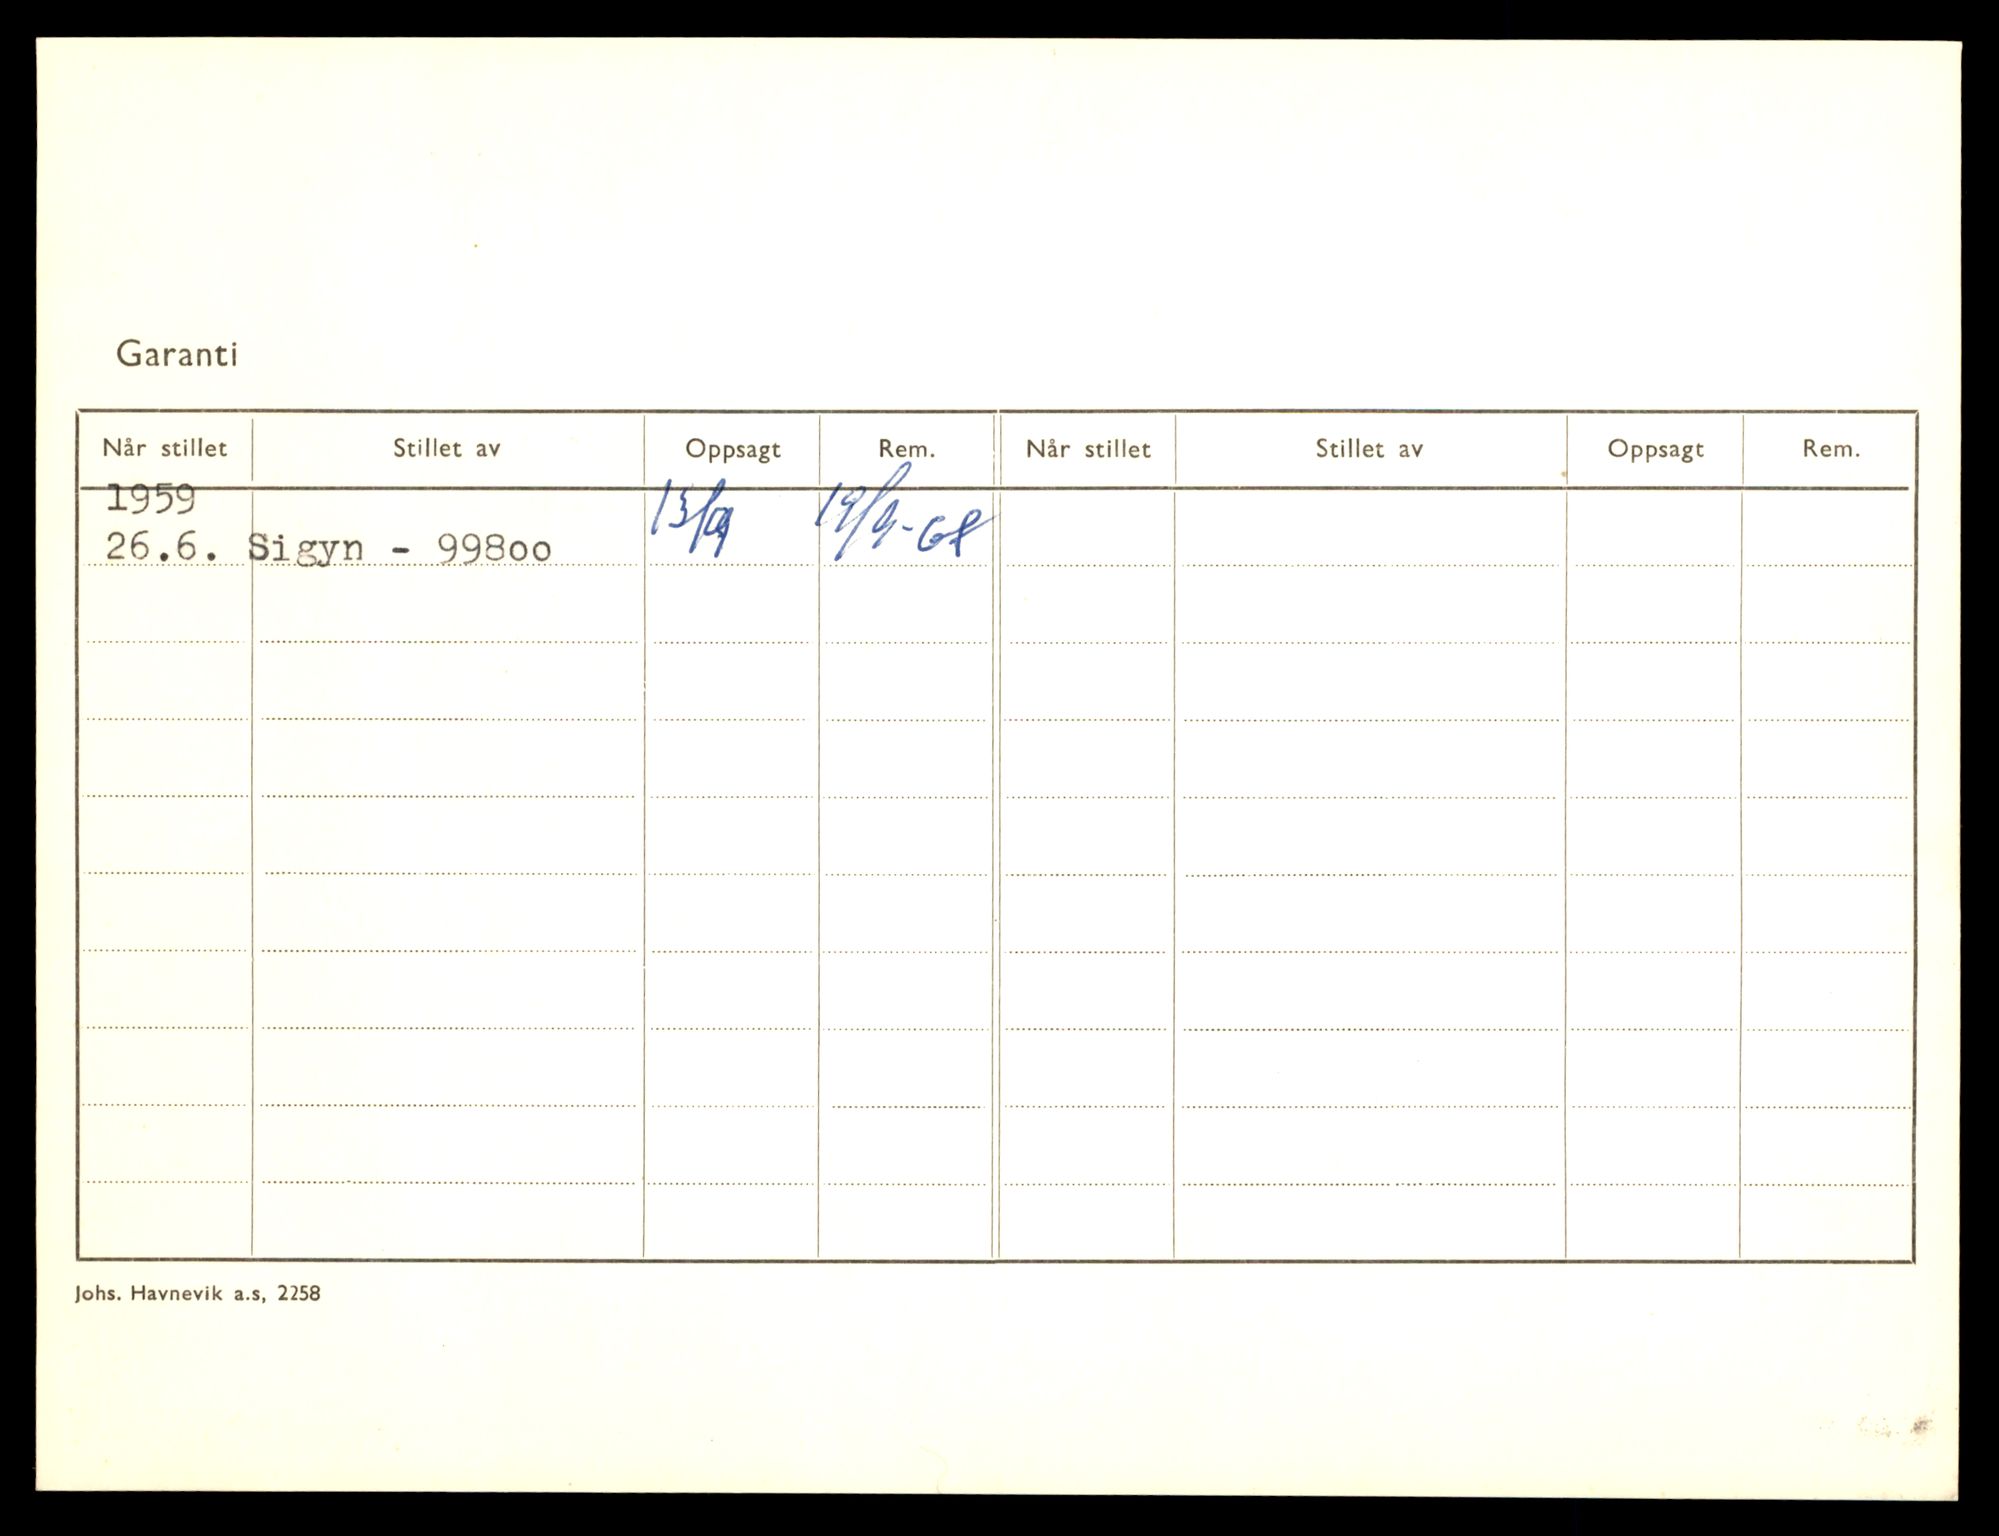 Garanti
Når stillet Stillet av Oppsagt Rem. Når stillet Stillet av Oppsagt Rem.
1959
26.6. Sigyn - 99800 13/9 19/9-68
Johs. Havnevik a.s, 2258